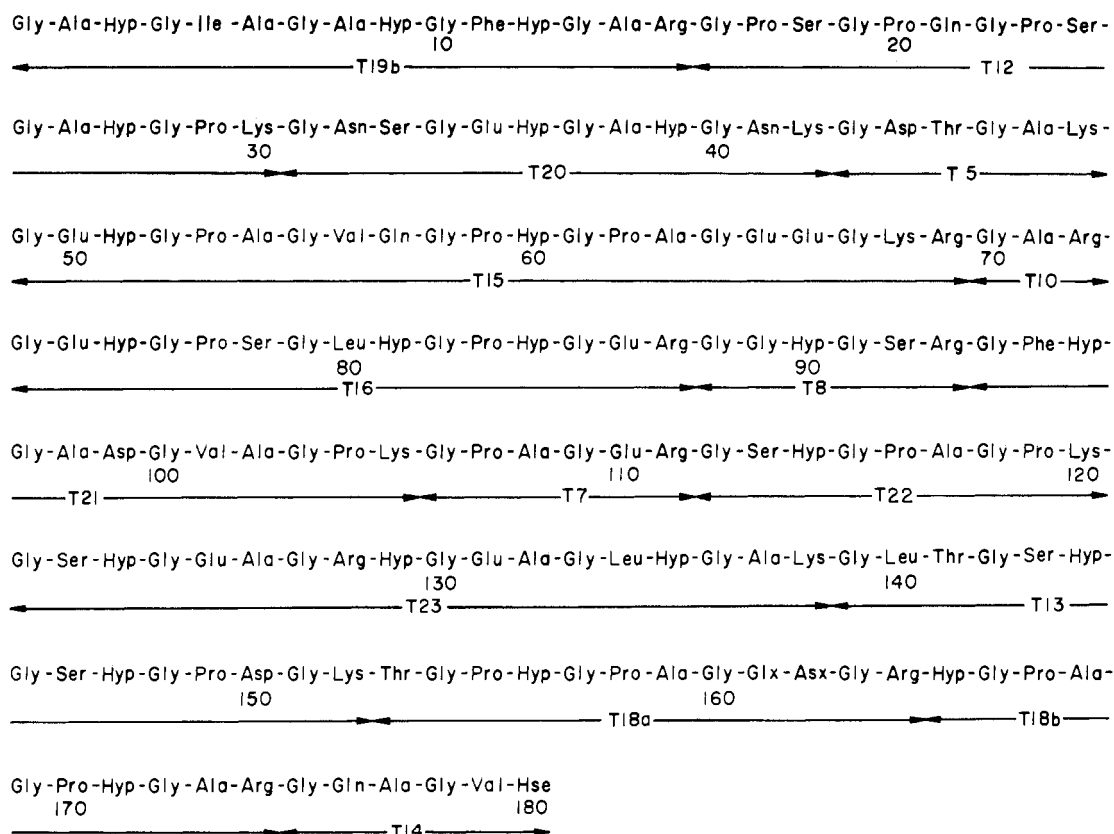 Gly-Ala-Hyp-Gly-Ile-Ala-Gly-Ala-Hyp-Gly-Phe-Hyp-Gly-Ala-Arg-Gly-Pro-Ser-Gly-Pro-Gln-Gly-Pro-Ser-
10 20
T19b T12
Gly-Ala-Hyp-Gly-Pro-Lys-Gly-Asn-Ser-Gly-Glu-Hyp-Gly-Ala-Hyp-Gly-Asn-Lys-Gly-Asp-Thr-Gly-Ala-Lys-
30 40
T20 T5
Gly-Glu-Hyp-Gly-Pro-Ala-Gly-Val-Gln-Gly-Pro-Hyp-Gly-Pro-Ala-Gly-Glu-Glu-Gly-Lys-Arg-Gly-Ala-Arg-
50 60 70
T15 T10
Gly-Glu-Hyp-Gly-Pro-Ser-Gly-Leu-Hyp-Gly-Pro-Hyp-Gly-Glu-Arg-Gly-Gly-Hyp-Gly-Ser-Arg-Gly-Phe-Hyp-
80 90
T16 T8
Gly-Ala-Asp-Gly-Val-Ala-Gly-Pro-Lys-Gly-Pro-Ala-Gly-Glu-Arg-Gly-Ser-Hyp-Gly-Pro-Ala-Gly-Pro-Lys-
100 110 120
T21 T7 T22
Gly-Ser-Hyp-Gly-Glu-Ala-Gly-Arg-Hyp-Gly-Glu-Ala-Gly-Leu-Hyp-Gly-Ala-Lys-Gly-Leu-Thr-Gly-Ser-Hyp-
130 140
T23 T13
Gly-Ser-Hyp-Gly-Pro-Asp-Gly-Lys-Thr-Gly-Pro-Hyp-Gly-Pro-Ala-Gly-Glx-Asx-Gly-Arg-Hyp-Gly-Pro-Ala-
150 160
T18a T18b
Gly-Pro-Hyp-Gly-Ala-Arg-Gly-Gln-Ala-Gly-Val-Hse
170 180
T14